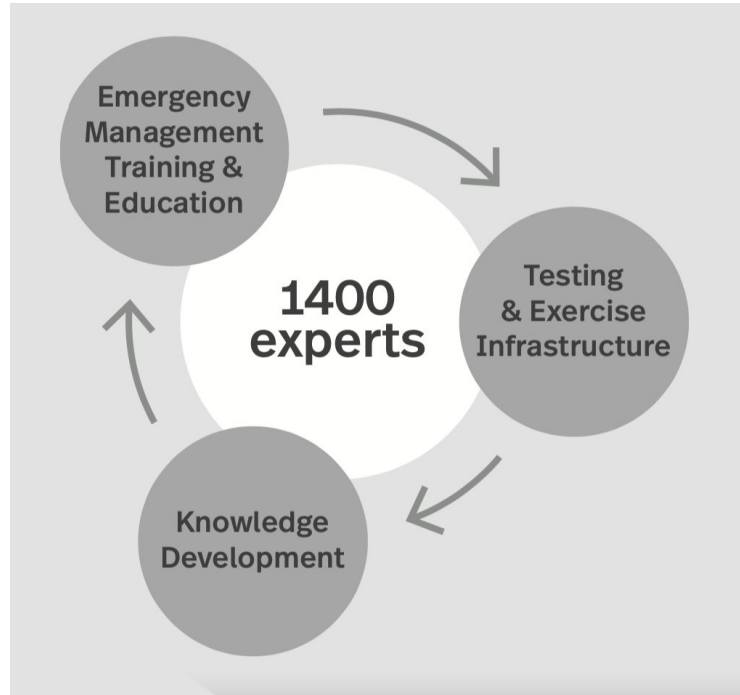 Emergency
Management
Training &
Education
1400
experts
Testing
& Exercise
Infrastructure
Knowledge
Development